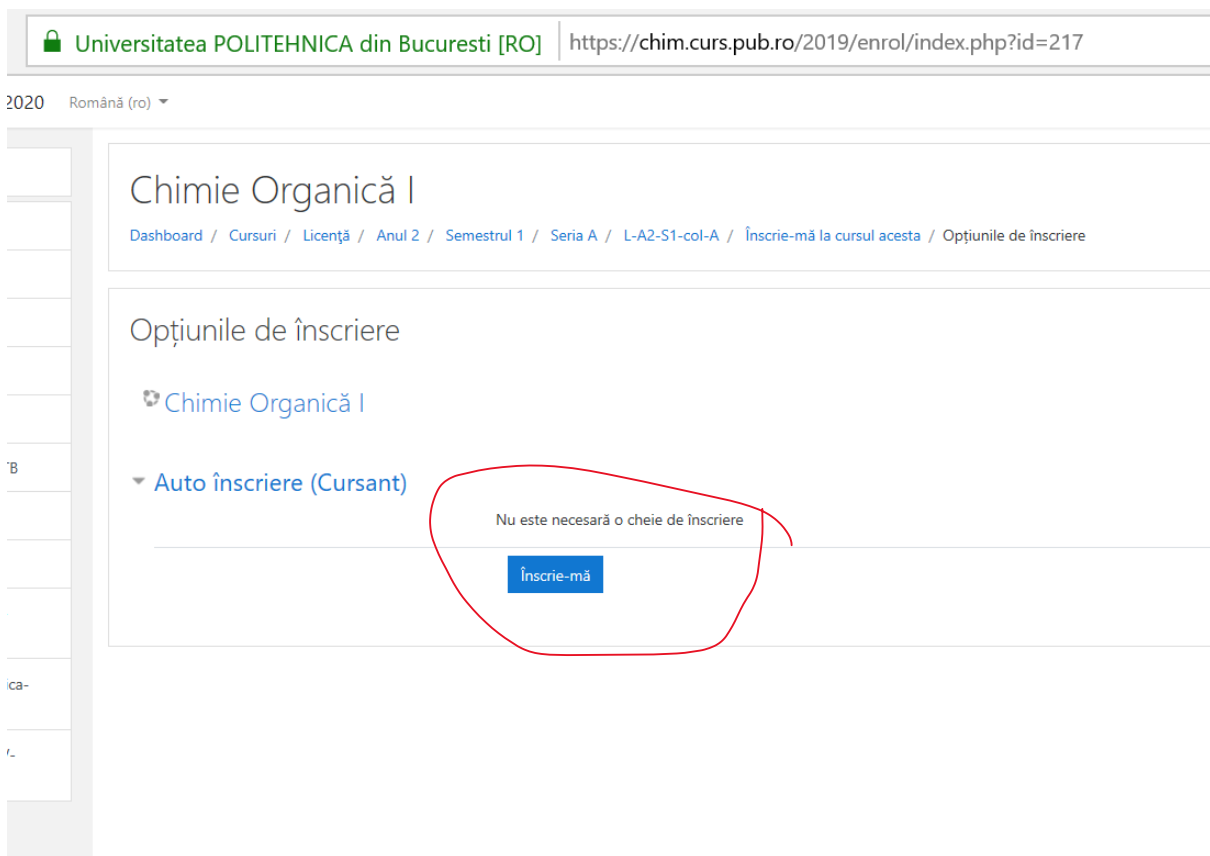 Universitatea POLITEHNICA din Bucuresti [RO] https://chim.curs.pub.ro/2019/enrol/index.php?id=217
2020 Română (ro)
Chimie Organică I
Dashboard / Cursuri / Licenţă / Anul 2 / Semestrul 1 / Seria A / L-A2-S1-col-A / Înscrie-mă la cursul acesta / Opțiunile de înscriere
Opțiunile de înscriere
Chimie Organică I
Auto înscriere (Cursant)
Nu este necesară o cheie de înscriere
Înscrie-mă